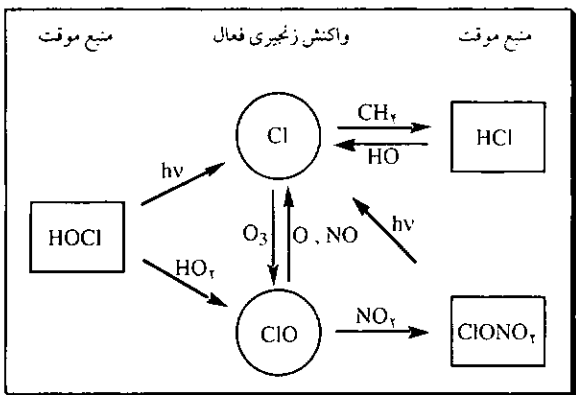 منبع موقت واکنش زنجیری فعال منبع موقت
Cl
CH۴
HO
HCl
hν
HOCl
O3
O , NO
hν
HO۲
ClO
NO۲
ClONO۲